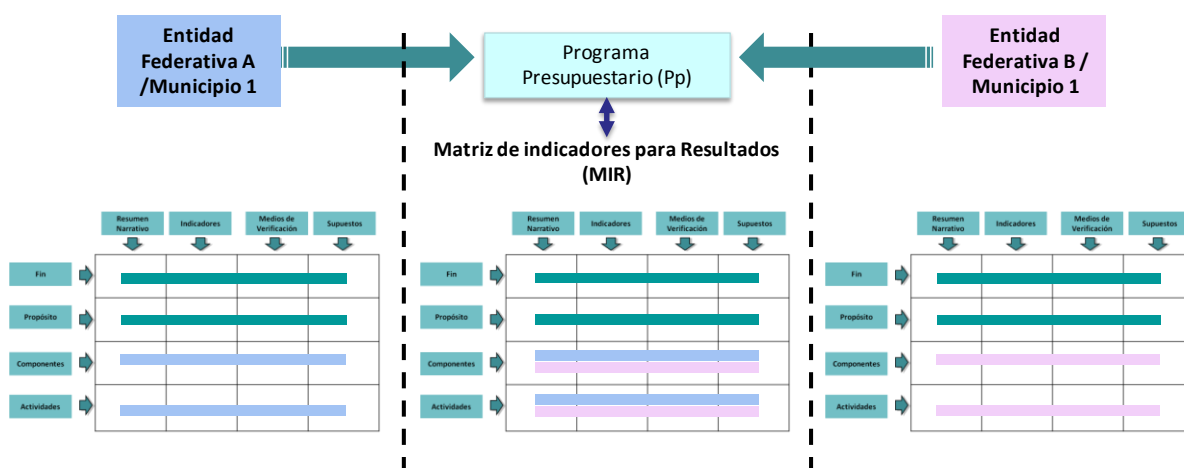 Entidad
Federativa A
/Municipio 1
Programa
Presupuestario (Pp)
Entidad
Federativa B /
Municipio 1
Matriz de indicadores para Resultados
(MIR)
Resumen
Narrativo
Indicadores
Medios de
Verificación
Supuestos
Fin
Propósito
Componentes
Actividades
Resumen
Narrativo
Indicadores
Medios de
Verificación
Supuestos
Fin
Propósito
Componentes
Actividades
Resumen
Narrativo
Indicadores
Medios de
Verificación
Supuestos
Fin
Propósito
Componentes
Actividades